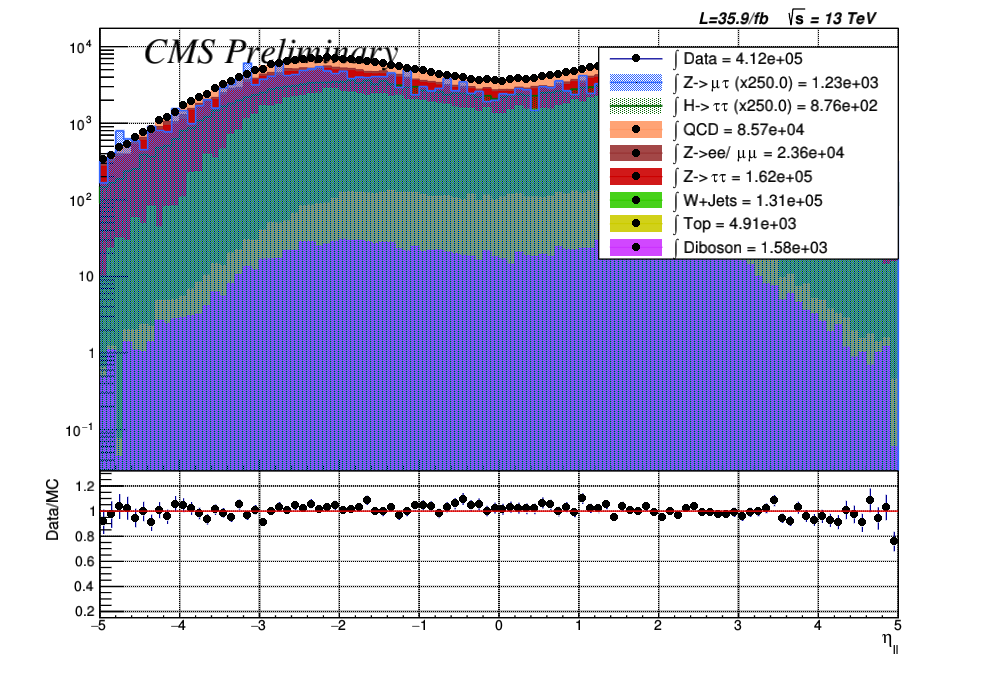 L=35.9/fb √s = 13 TeV
CMS Preliminary
10⁴
10³
10²
10
1
10⁻¹
∫ Data = 4.12e+05
∫ Z->μτ (x250.0) = 1.23e+03
∫ H->ττ (x250.0) = 8.76e+02
∫ QCD = 8.57e+04
∫ Z->ee/ μμ = 2.36e+04
∫ Z->ττ = 1.62e+05
∫ W+Jets = 1.31e+05
∫ Top = 4.91e+03
∫ Diboson = 1.58e+03
Data/MC
1.2
1
0.8
0.6
0.4
0.2
−5 −4 −3 −2 −1 0 1 2 3 4 5
η_ll